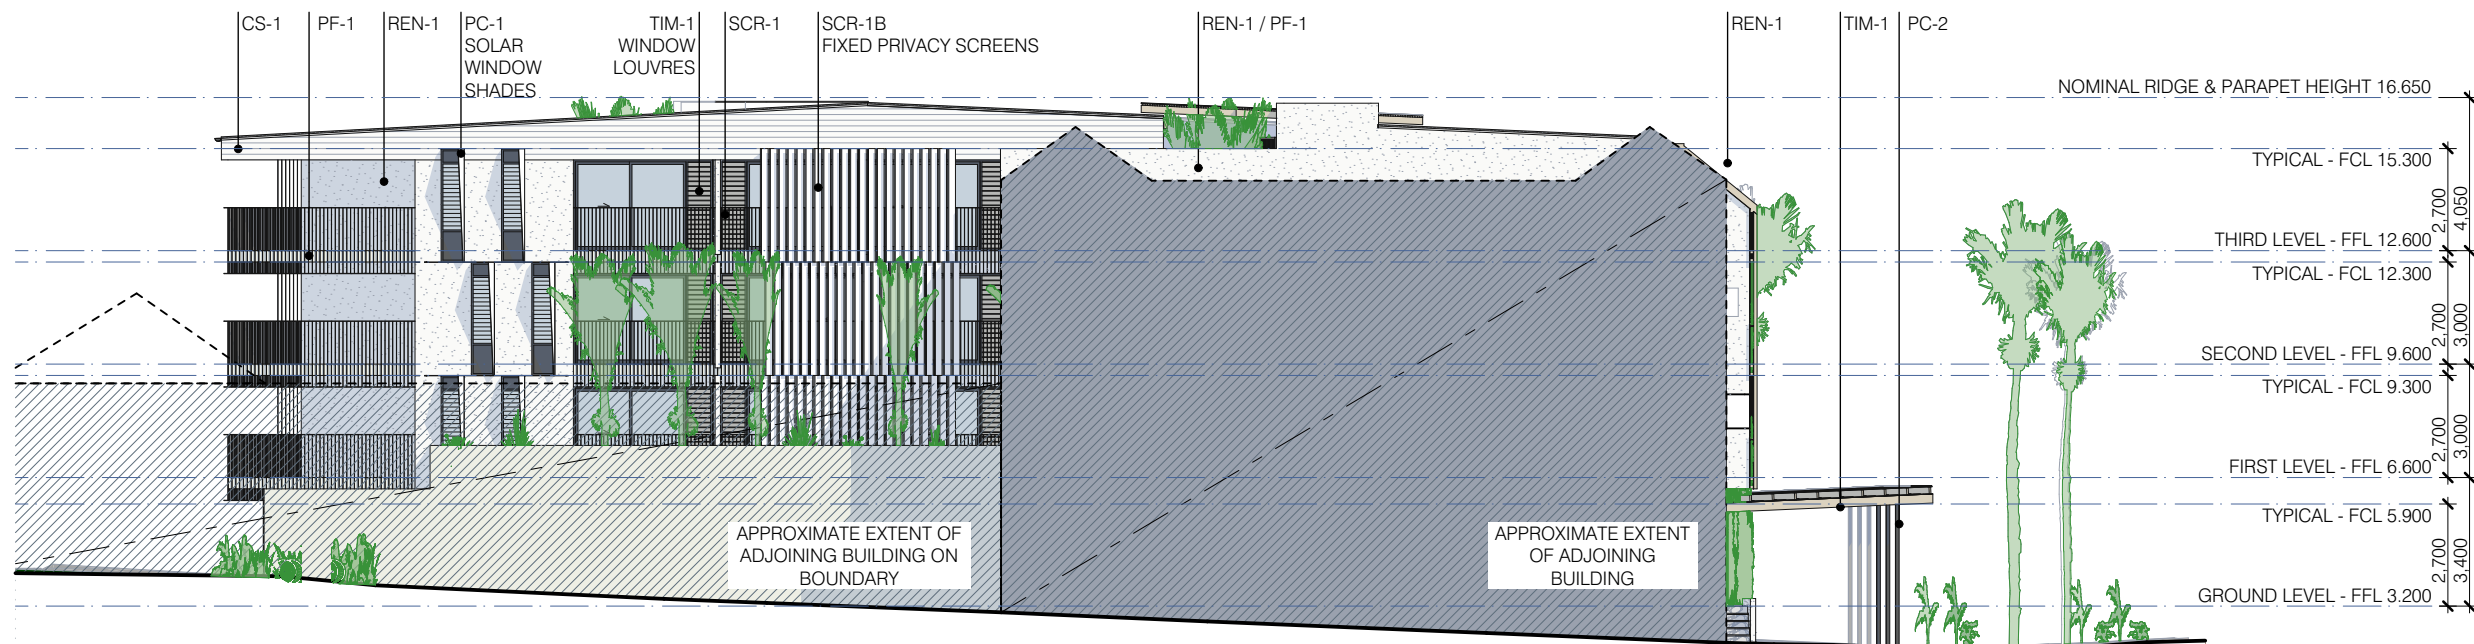 CS-1
PF-1
REN-1
PC-1
SOLAR
WINDOW
SHADES
TIM-1
WINDOW
LOUVRES
SCR-1
SCR-1B
FIXED PRIVACY SCREENS
REN-1 / PF-1
REN-1
TIM-1
PC-2
NOMINAL RIDGE & PARAPET HEIGHT 16.650
TYPICAL - FCL 15.300
2,700
4,050
THIRD LEVEL - FFL 12.600
TYPICAL - FCL 12.300
2,700
3,000
SECOND LEVEL - FFL 9.600
TYPICAL - FCL 9.300
2,700
3,000
FIRST LEVEL - FFL 6.600
TYPICAL - FCL 5.900
2,700
3,400
GROUND LEVEL - FFL 3.200
APPROXIMATE EXTENT OF
ADJOINING BUILDING ON
BOUNDARY
APPROXIMATE EXTENT
OF ADJOINING
BUILDING